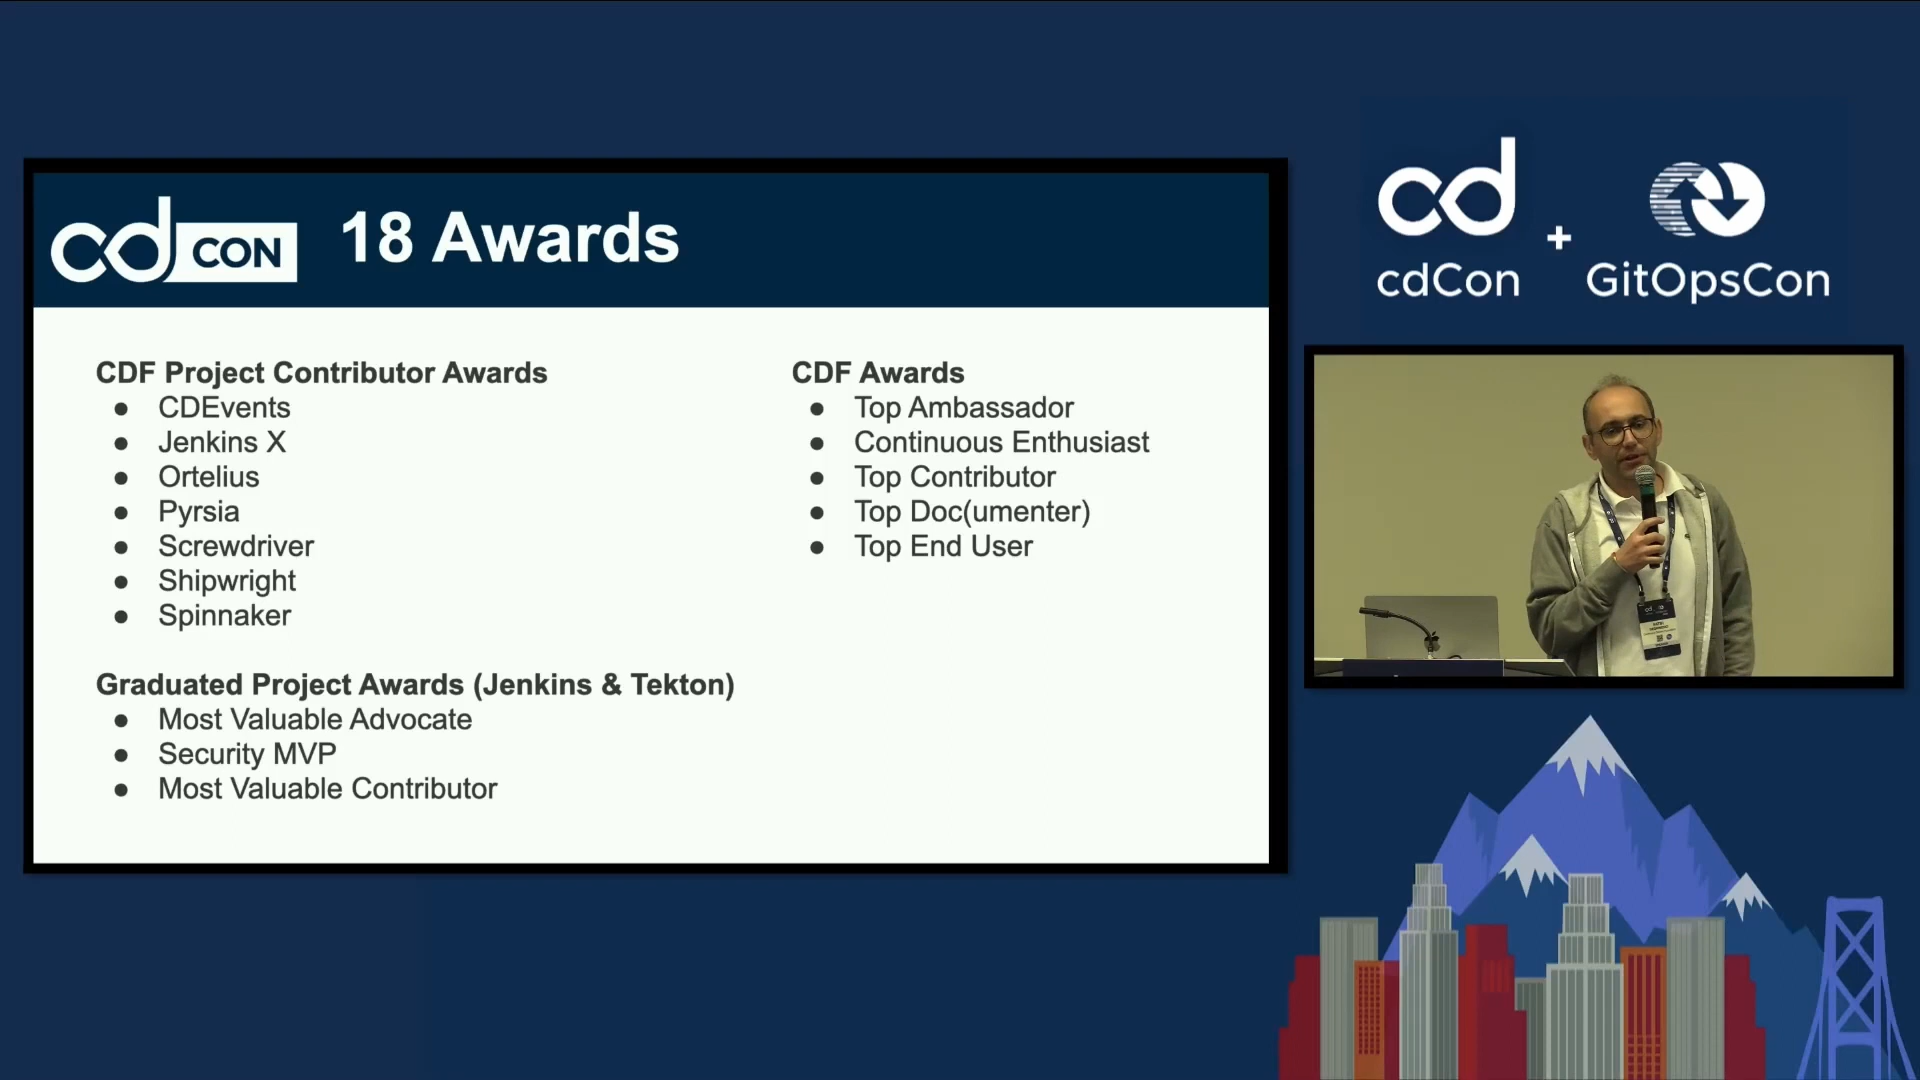 cd CON
18 Awards
CDF Project Contributor Awards
● CDEvents
● Jenkins X
● Ortelius
● Pyrsia
● Screwdriver
● Shipwright
● Spinnaker
Graduated Project Awards (Jenkins & Tekton)
● Most Valuable Advocate
● Security MVP
● Most Valuable Contributor
CDF Awards
● Top Ambassador
● Continuous Enthusiast
● Top Contributor
● Top Doc(umenter)
● Top End User
cd
+
cdCon
GitOpsCon